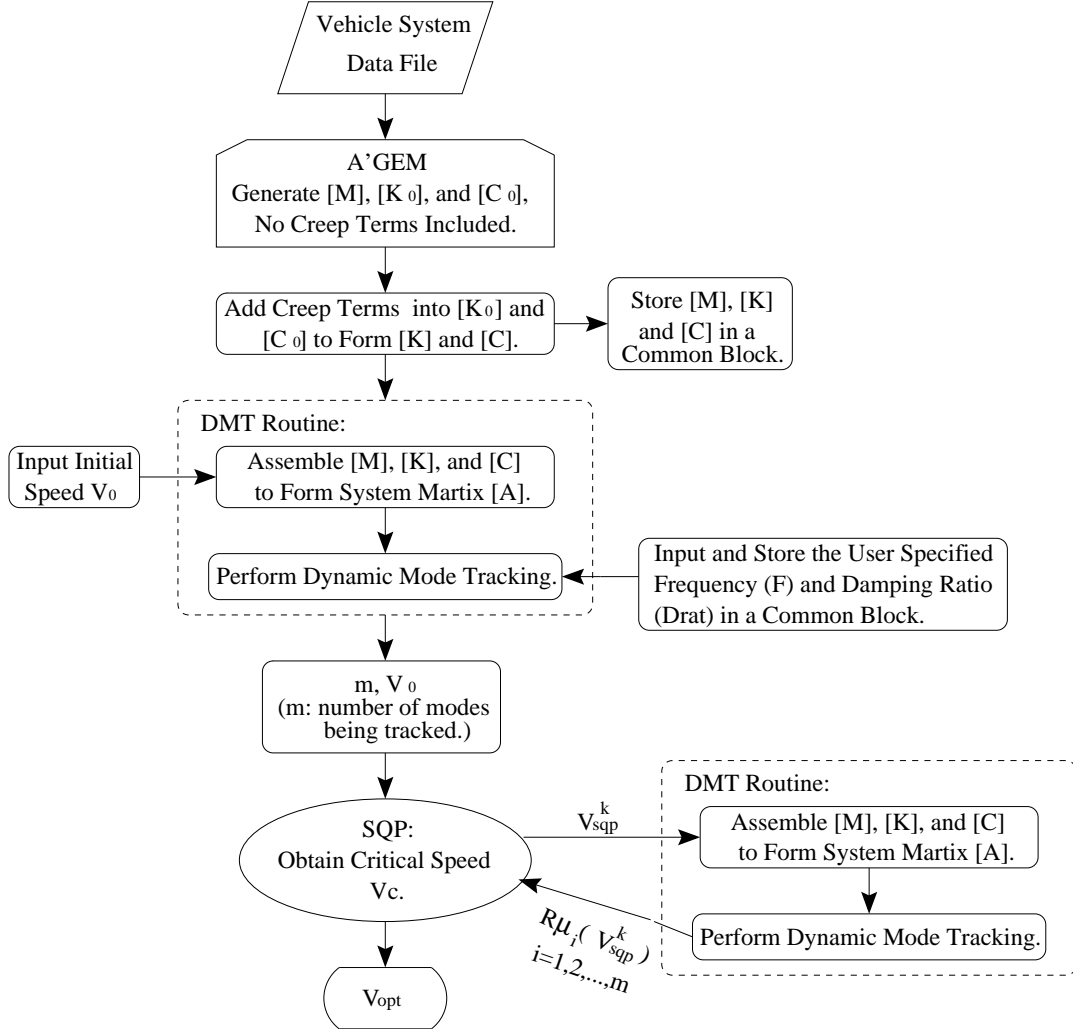 Vehicle System
Data File
A'GEM
Generate [M], [K 0], and [C 0],
No Creep Terms Included.
Add Creep Terms into [K 0] and
[C 0] to Form [K] and [C].
Store [M], [K]
and [C] in a
Common Block.
DMT Routine:
Input Initial
Speed V0
Assemble [M], [K], and [C]
to Form System Martix [A].
Perform Dynamic Mode Tracking.
Input and Store the User Specified
Frequency (F) and Damping Ratio
(Drat) in a Common Block.
m, V 0
(m: number of modes
being tracked.)
SQP:
Obtain Critical Speed
Vc.
V^k_sqp
DMT Routine:
Assemble [M], [K], and [C]
to Form System Martix [A].
Perform Dynamic Mode Tracking.
Rμ_i( V^k_sqp )
i=1,2,...,m
Vopt